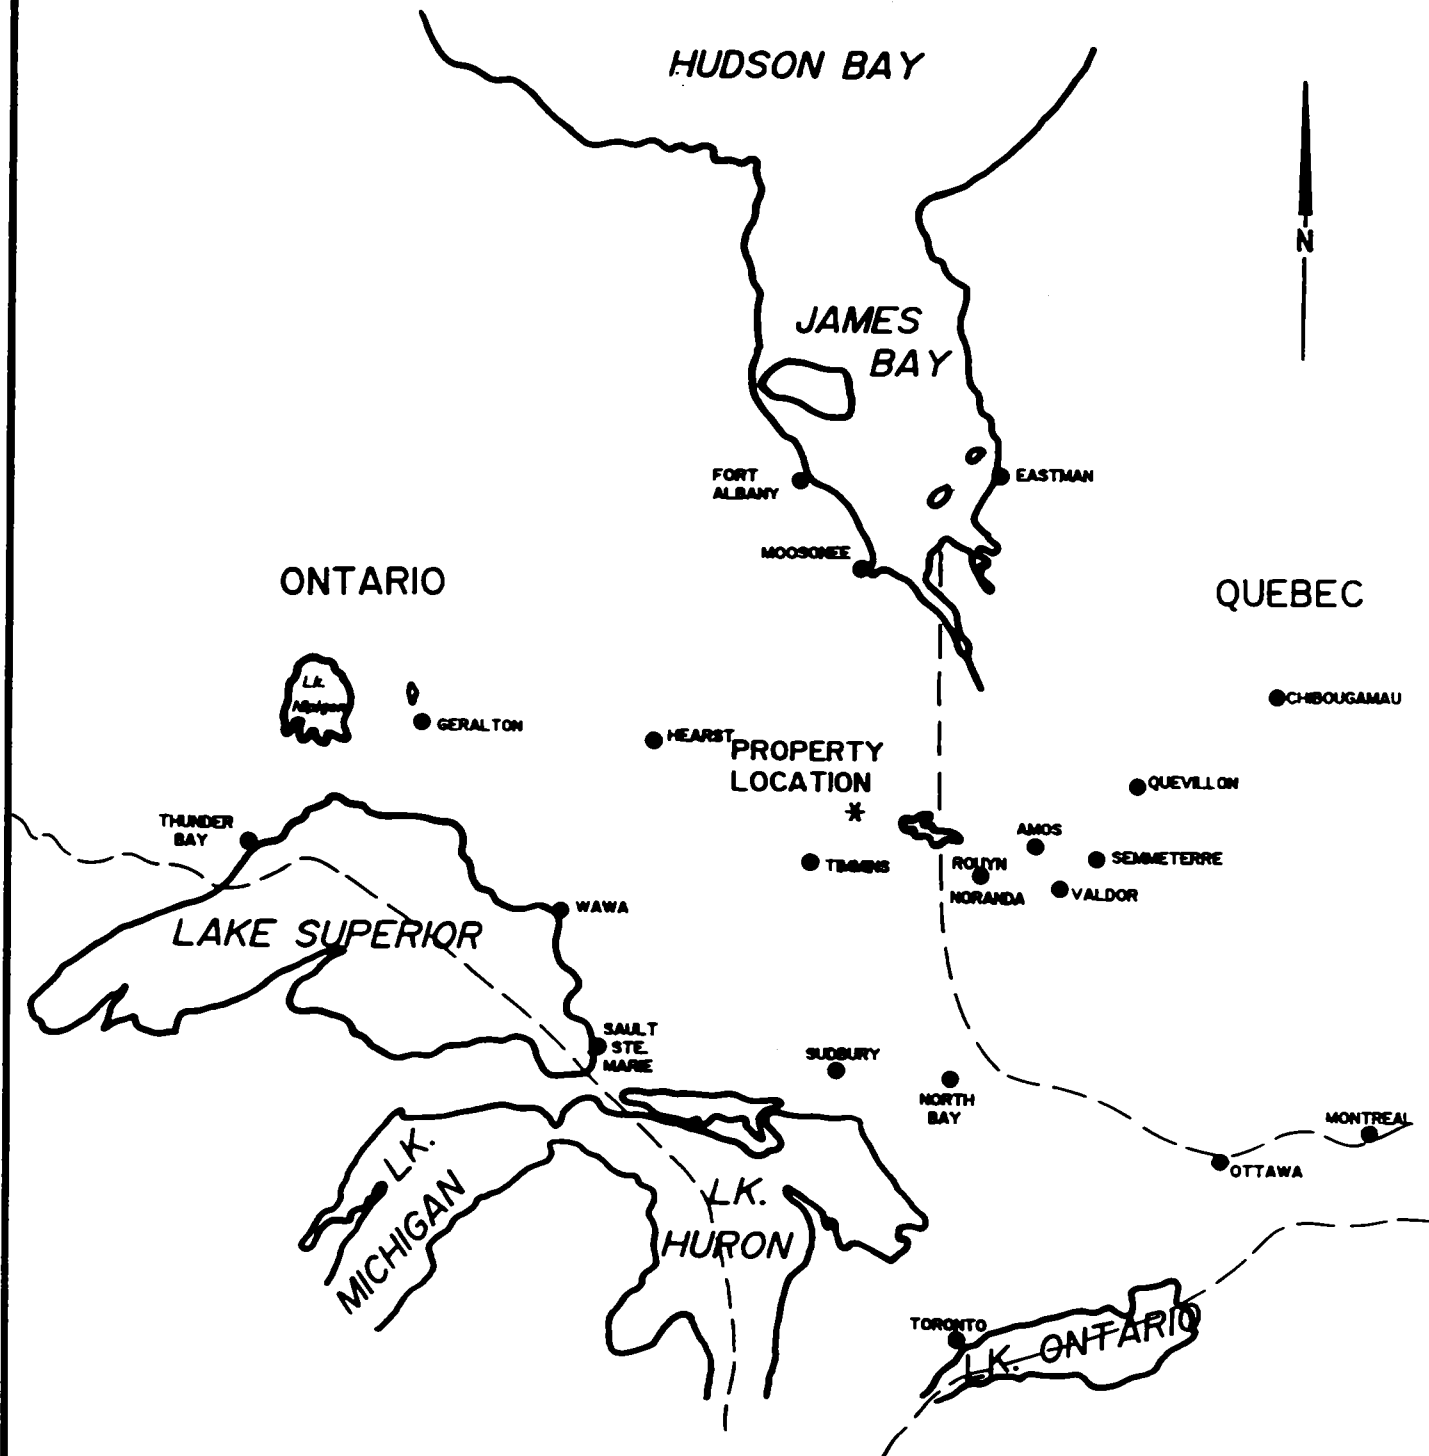 HUDSON BAY
N
JAMES
BAY
FORT
ALBANY
EASTMAN
MOOSONEE
ONTARIO
QUEBEC
Lk.
Nipigon
GERALTON
HEARST
PROPERTY
LOCATION
*
CHIBOUGAMAU
QUEVILLON
THUNDER
BAY
AMOS
TIMMINS
ROUYN
NORANDA
SEMMETERRE
VALDOR
WAWA
LAKE SUPERIOR
SAULT
STE.
MARIE
SUDBURY
NORTH
BAY
MONTREAL
OTTAWA
LK.
MICHIGAN
LK.
HURON
TORONTO
LK. ONTARIO